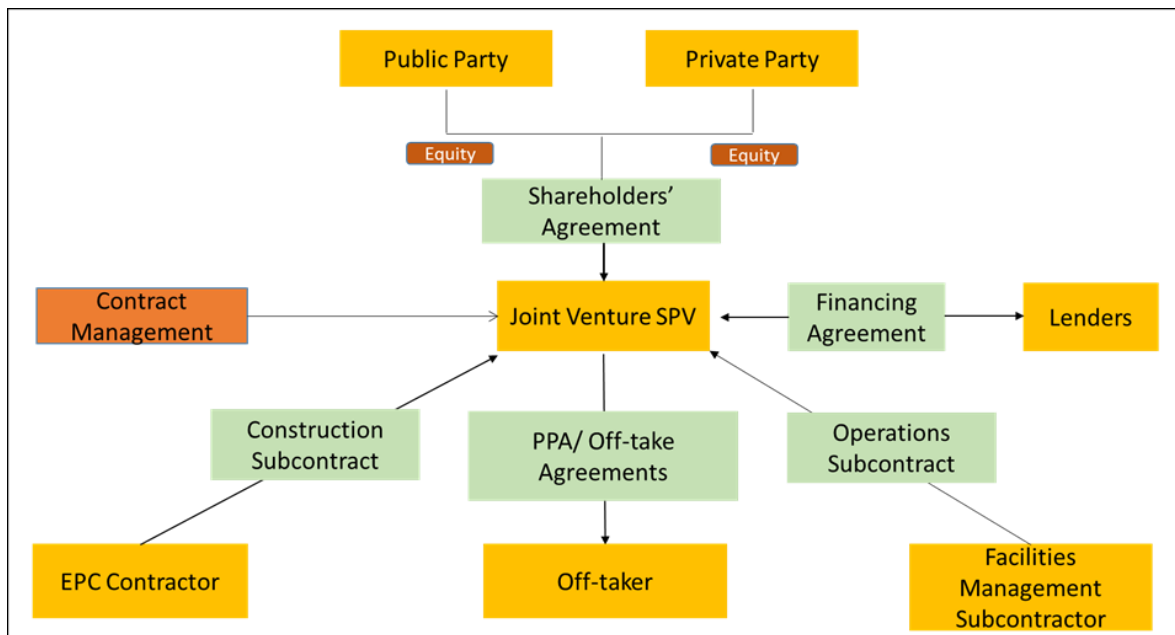 Public Party
Private Party
Equity
Equity
Shareholders'
Agreement
Contract
Management
Joint Venture SPV
Financing
Agreement
Lenders
Construction
Subcontract
PPA/ Off-take
Agreements
Operations
Subcontract
EPC Contractor
Off-taker
Facilities
Management
Subcontractor